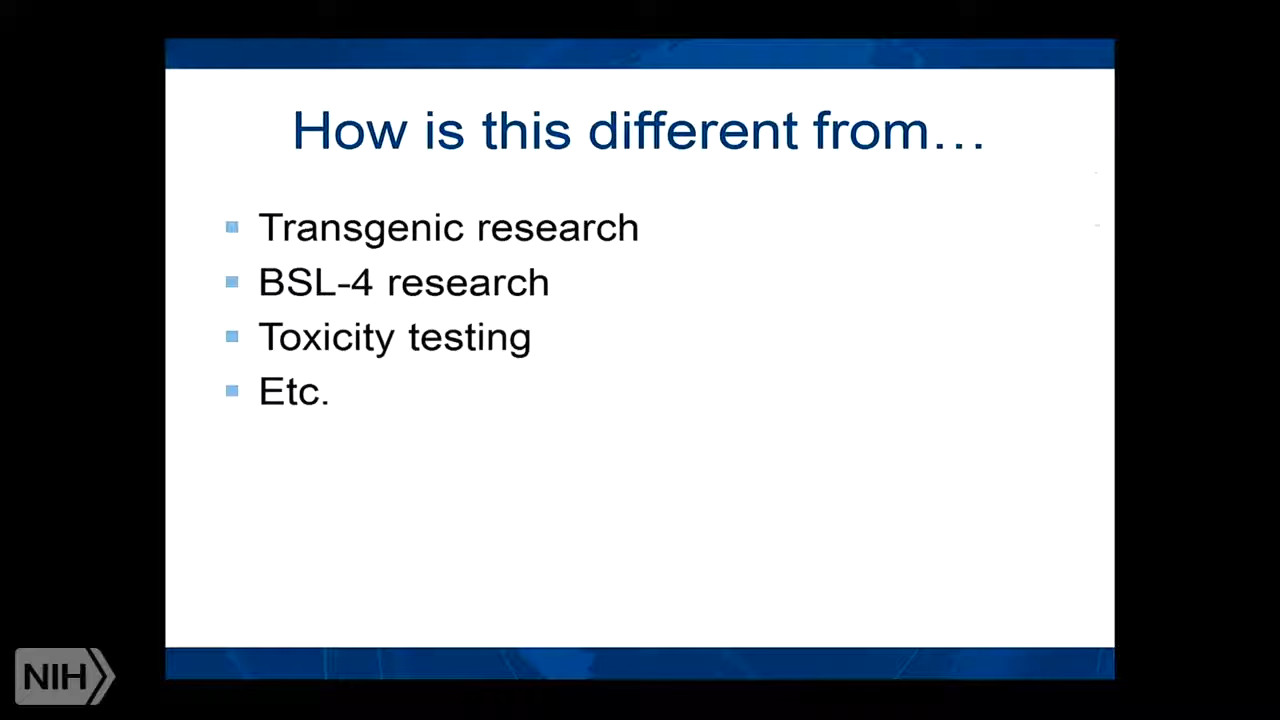 How is this different from…
Transgenic research
BSL-4 research
Toxicity testing
Etc.
NIH